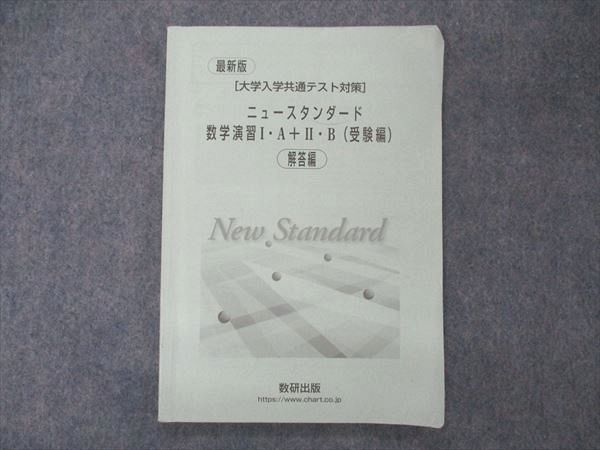 最新版
[大学入学共通テスト対策]
ニュースタンダード
数学演習Ⅰ・A+Ⅱ・B(受験編)
解答編
New Standard
数研出版
https://www.chart.co.jp